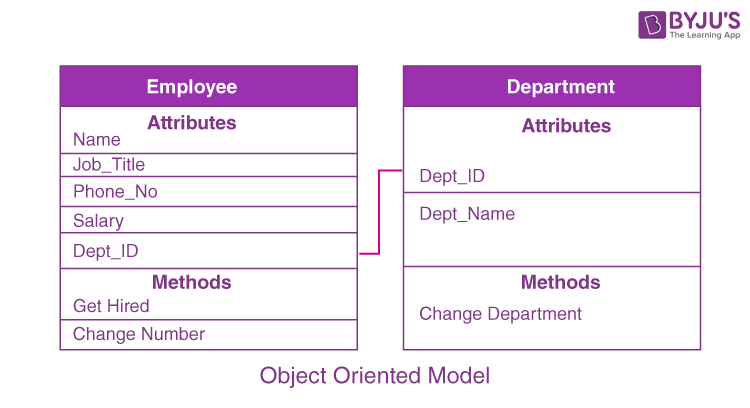 BYJU'S
The Learning App
Employee
Attributes
Name
Job_Title
Phone_No
Salary
Dept_ID
Methods
Get Hired
Change Number
Department
Attributes
Dept_ID
Dept_Name
Methods
Change Department
Object Oriented Model